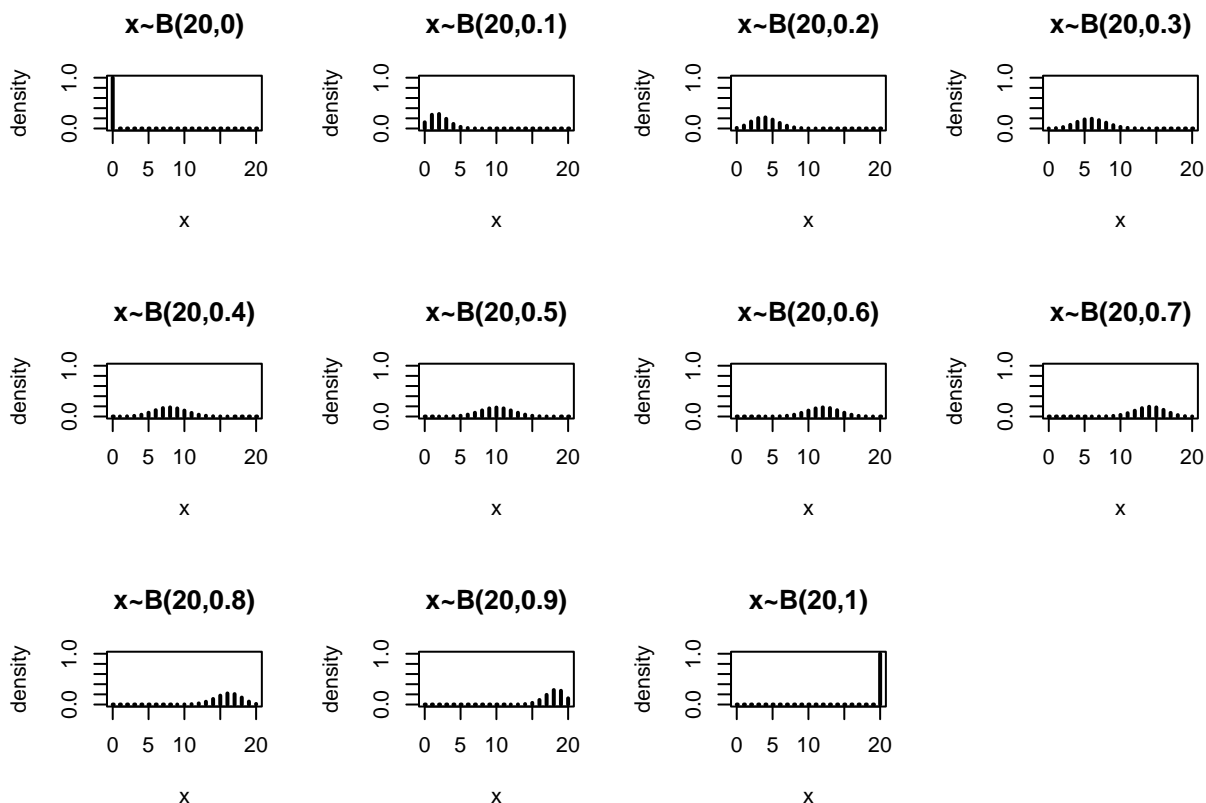 x~B(20,0) x~B(20,0.1) x~B(20,0.2) x~B(20,0.3)
density 0.0 1.0 density 0.0 1.0 density 0.0 1.0 density 0.0 1.0
0 5 10 20 0 5 10 20 0 5 10 20 0 5 10 20
x x x x
x~B(20,0.4) x~B(20,0.5) x~B(20,0.6) x~B(20,0.7)
density 0.0 1.0 density 0.0 1.0 density 0.0 1.0 density 0.0 1.0
0 5 10 20 0 5 10 20 0 5 10 20 0 5 10 20
x x x x
x~B(20,0.8) x~B(20,0.9) x~B(20,1)
density 0.0 1.0 density 0.0 1.0 density 0.0 1.0
0 5 10 20 0 5 10 20 0 5 10 20
x x x